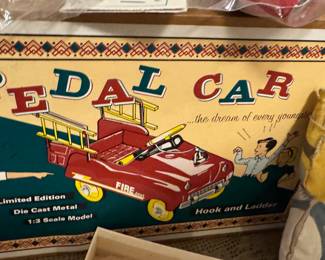 PEDAL CAR
...the dream of every young
FIRE
Limited Edition
Die Cast Metal
1:3 Scale Model
Hook and Ladder